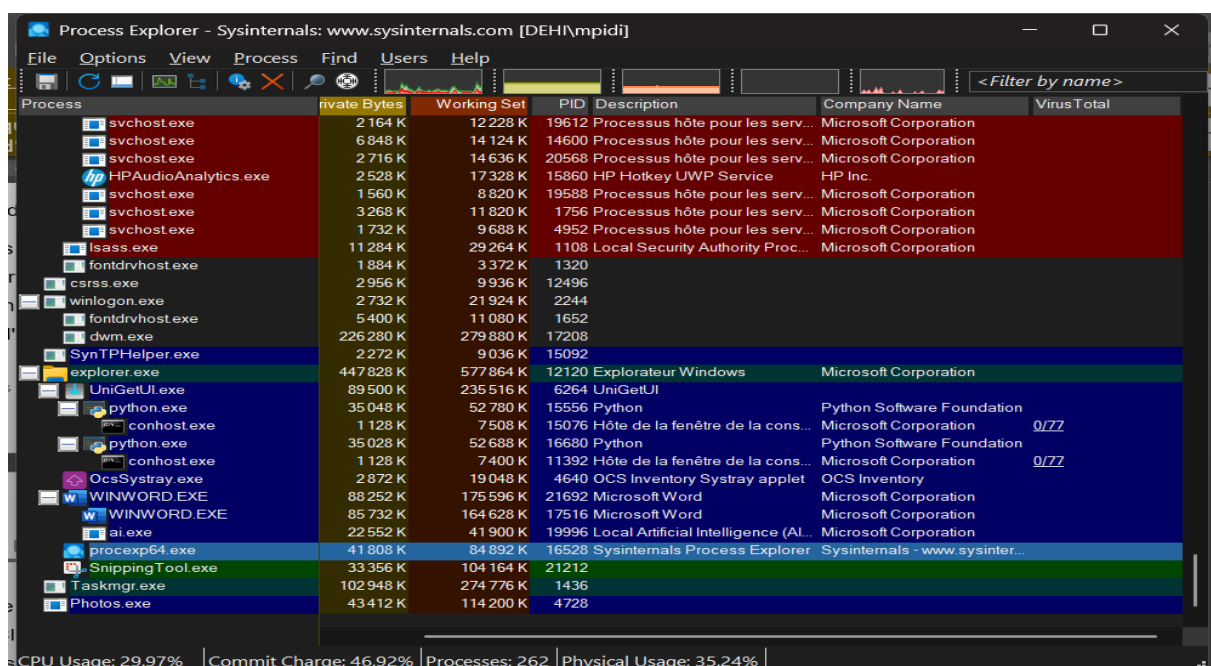 Process Explorer - Sysinternals: www.sysinternals.com [DEHI\mpidi]
File Options View Process Find Users Help
<Filter by name>
Process rivate Bytes Working Set PID Description Company Name VirusTotal
svchost.exe 2 164 K 12 228 K 19612 Processus hôte pour les serv... Microsoft Corporation
svchost.exe 6 848 K 14 124 K 14600 Processus hôte pour les serv... Microsoft Corporation
svchost.exe 2 716 K 14 636 K 20568 Processus hôte pour les serv... Microsoft Corporation
hp HPAudioAnalytics.exe 2 528 K 17 328 K 15860 HP Hotkey UWP Service HP Inc.
svchost.exe 1 560 K 8 820 K 19588 Processus hôte pour les serv... Microsoft Corporation
svchost.exe 3 268 K 11 820 K 1756 Processus hôte pour les serv... Microsoft Corporation
svchost.exe 1 732 K 9 688 K 4952 Processus hôte pour les serv... Microsoft Corporation
lsass.exe 11 284 K 29 264 K 1108 Local Security Authority Proc... Microsoft Corporation
fontdrvhost.exe 1 884 K 3 372 K 1320
csrss.exe 2 956 K 9 936 K 12496
winlogon.exe 2 732 K 21 924 K 2244
fontdrvhost.exe 5 400 K 11 080 K 1652
dwm.exe 226 280 K 279 880 K 17208
SynTPHelper.exe 2 272 K 9 036 K 15092
explorer.exe 447 828 K 577 864 K 12120 Explorateur Windows Microsoft Corporation
UniGetUI.exe 89 500 K 235 516 K 6264 UniGetUI
python.exe 35 048 K 52 780 K 15556 Python Python Software Foundation
conhost.exe 1 128 K 7 508 K 15076 Hôte de la fenêtre de la cons... Microsoft Corporation 0/77
python.exe 35 028 K 52 688 K 16680 Python Python Software Foundation
conhost.exe 1 128 K 7 400 K 11392 Hôte de la fenêtre de la cons... Microsoft Corporation 0/77
OcsSystray.exe 2 872 K 19 048 K 4640 OCS Inventory Systray applet OCS Inventory
WINWORD.EXE 88 252 K 175 596 K 21692 Microsoft Word Microsoft Corporation
WINWORD.EXE 85 732 K 164 628 K 17516 Microsoft Word Microsoft Corporation
ai.exe 22 552 K 41 900 K 19996 Local Artificial Intelligence (AI... Microsoft Corporation
procexp64.exe 41 808 K 84 892 K 16528 Sysinternals Process Explorer Sysinternals - www.sysinter...
SnippingTool.exe 33 356 K 104 164 K 21212
Taskmgr.exe 102 948 K 274 776 K 1436
Photos.exe 43 412 K 114 200 K 4728
CPU Usage: 29.97% Commit Charge: 46.92% Processes: 262 Physical Usage: 35.24%